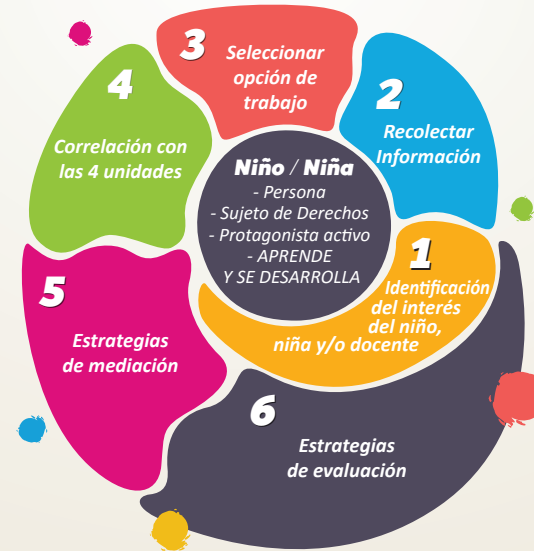 Niño / Niña
- Persona
- Sujeto de Derechos
- Protagonista activo
- APRENDE
Y SE DESARROLLA
1
Identificación
del interés
del niño,
niña y/o docente
2
Recolectar
Información
3
Seleccionar
opción de
trabajo
4
Correlación con
las 4 unidades
5
Estrategias
de mediación
6
Estrategias
de evaluación